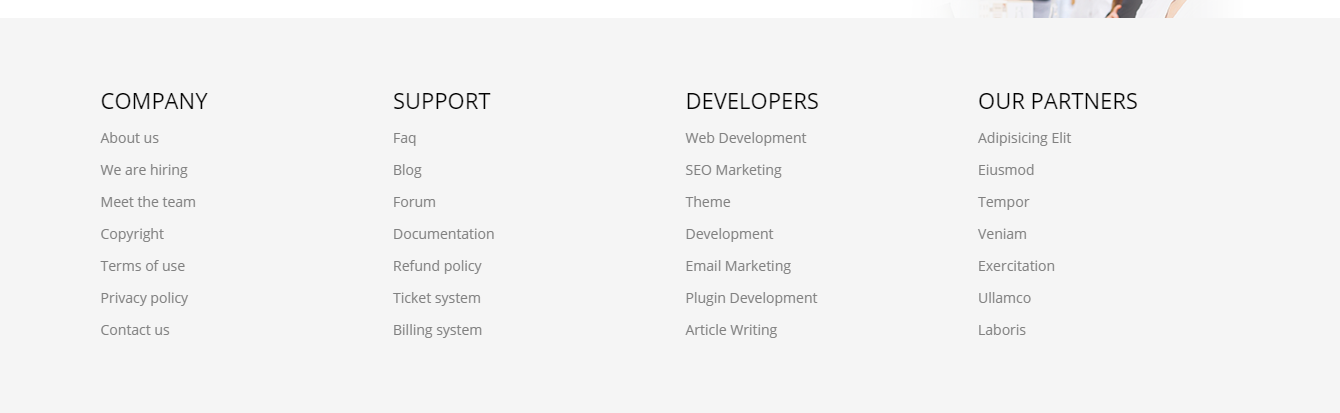 COMPANY
About us
We are hiring
Meet the team
Copyright
Terms of use
Privacy policy
Contact us
SUPPORT
Faq
Blog
Forum
Documentation
Refund policy
Ticket system
Billing system
DEVELOPERS
Web Development
SEO Marketing
Theme
Development
Email Marketing
Plugin Development
Article Writing
OUR PARTNERS
Adipisicing Elit
Eiusmod
Tempor
Veniam
Exercitation
Ullamco
Laboris